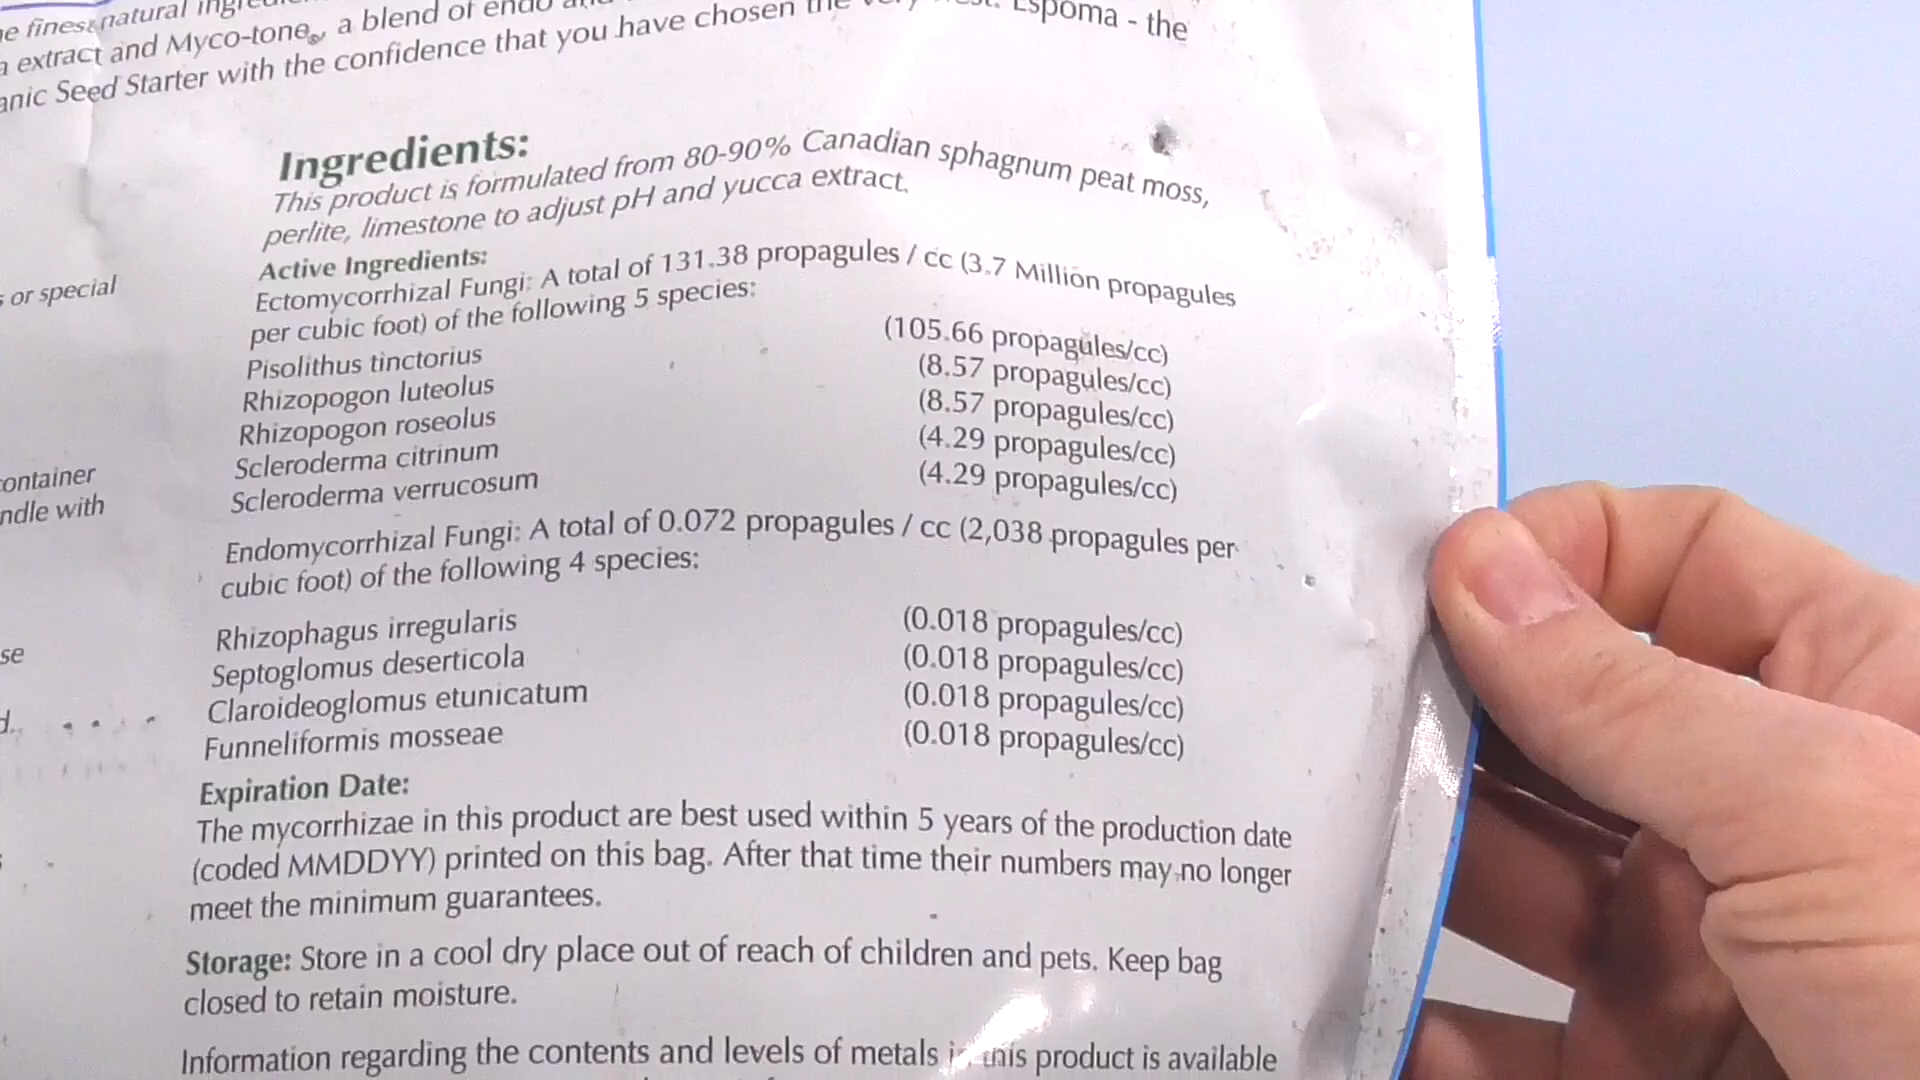 e finest natural
extract and Myco-tone, a blend of endo
anic Seed Starter with the confidence that you have chosen the very best. Espoma - the
Ingredients:
This product is formulated from 80-90% Canadian sphagnum peat moss,
perlite, limestone to adjust pH and yucca extract.
Active Ingredients:
Ectomycorrhizal Fungi: A total of 131.38 propagules / cc (3.7 Million propagules
per cubic foot) of the following 5 species:
Pisolithus tinctorius (105.66 propagules/cc)
Rhizopogon luteolus (8.57 propagules/cc)
Rhizopogon roseolus (8.57 propagules/cc)
Scleroderma citrinum (4.29 propagules/cc)
Scleroderma verrucosum (4.29 propagules/cc)
Endomycorrhizal Fungi: A total of 0.072 propagules / cc (2,038 propagules per
cubic foot) of the following 4 species:
Rhizophagus irregularis (0.018 propagules/cc)
Septoglomus deserticola (0.018 propagules/cc)
Claroideoglomus etunicatum (0.018 propagules/cc)
Funneliformis mosseae (0.018 propagules/cc)
Expiration Date:
The mycorrhizae in this product are best used within 5 years of the production date
(coded MMDDYY) printed on this bag. After that time their numbers may no longer
meet the minimum guarantees.
Storage: Store in a cool dry place out of reach of children and pets. Keep bag
closed to retain moisture.
Information regarding the contents and levels of metals in this product is available
or special
ontainer
ndle with
se
d.